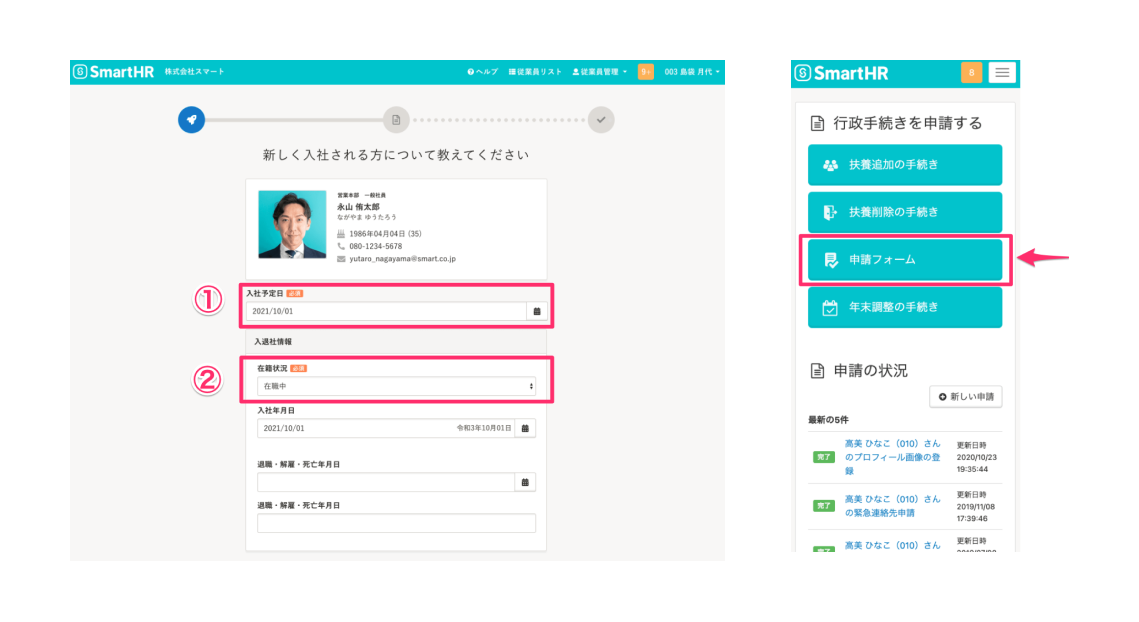 SmartHR 株式会社スマート
ヘルプ 従業員リスト 従業員管理 9+ 003 島袋 月代
新しく入社される方について教えてください
営業本部 一般社員
永山 侑太郎
ながやま ゆうたろう
1986年04月04日 (35)
080-1234-5678
yutaro_nagayama@smart.co.jp
①
入社予定日 必須
2021/10/01
入退社情報
②
在籍状況 必須
在職中
入社年月日
2021/10/01 令和3年10月01日
退職・解雇・死亡年月日
退職・解雇・死亡年月日
SmartHR 8
行政手続きを申請する
扶養追加の手続き
扶養削除の手続き
申請フォーム
年末調整の手続き
申請の状況
新しい申請
最新の5件
完了
髙美 ひなこ（010）さん
のプロフィール画像の登
録
更新日時
2020/10/23
19:35:44
完了
髙美 ひなこ（010）さん
の緊急連絡先申請
更新日時
2019/11/08
17:39:46
髙美 ひなこ（010）さん
更新日時